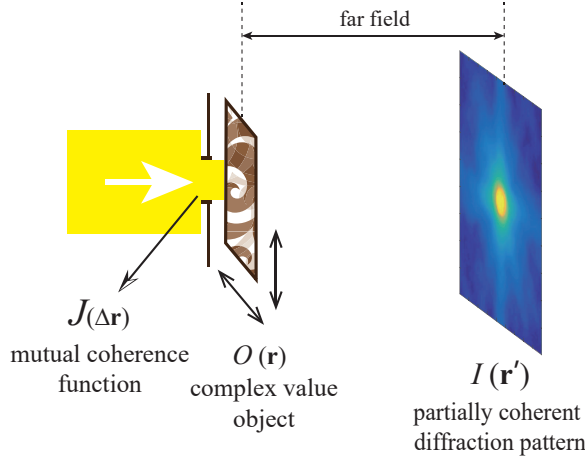 far field
J(Δr)
mutual coherence
function
O (r)
complex value
object
I (r′)
partially coherent
diffraction pattern